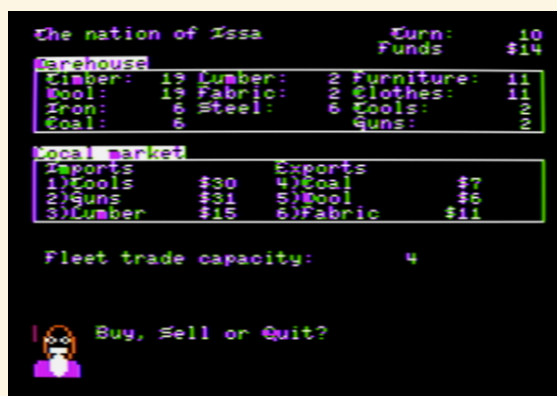 The nation of Issa Turn: 10
Funds $14
Warehouse
Timber: 19 Lumber: 2 Furniture: 11
Wool: 19 Fabric: 2 Clothes: 11
Iron: 6 Steel: 6 Tools: 2
Coal: 6 Guns: 2
Local market
Imports Exports
1)Tools $30 4)Coal $7
2)Guns $31 5)Wool $6
3)Lumber $15 6)Fabric $11
Fleet trade capacity: 4
Buy, Sell or Quit?